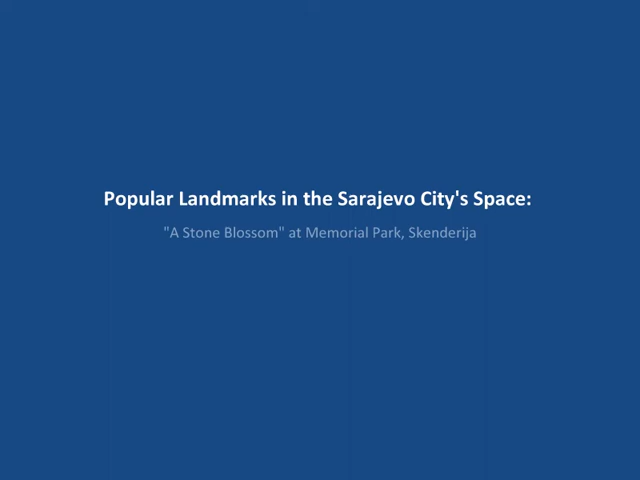 Popular Landmarks in the Sarajevo City's Space:
"A Stone Blossom" at Memorial Park, Skenderija